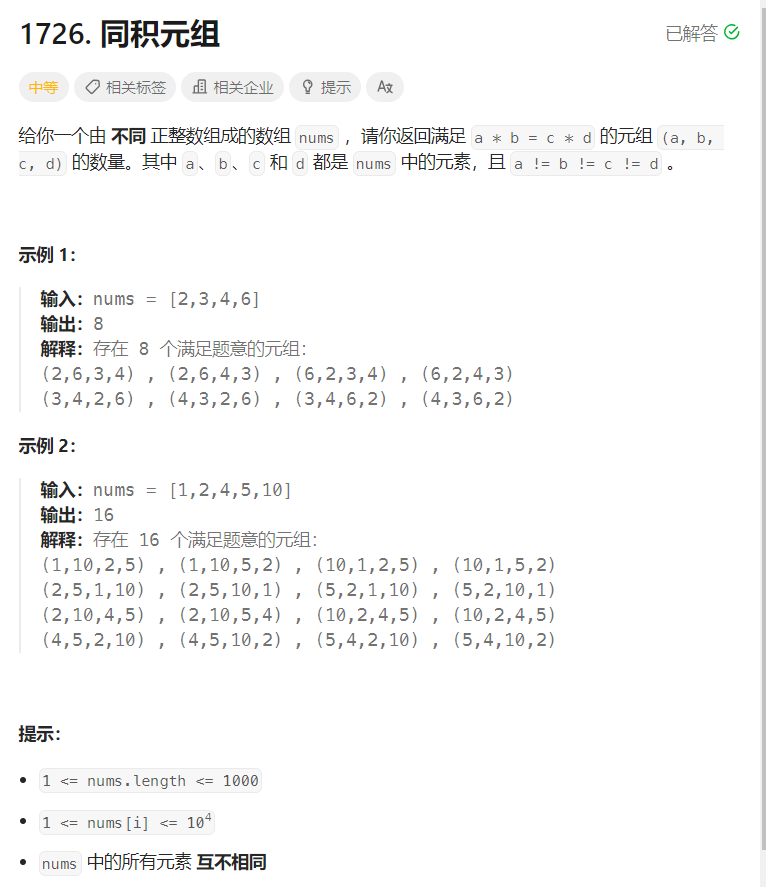 1726. 同积元组
已解答
中等 相关标签 相关企业 提示 Aあ
给你一个由 不同 正整数组成的数组 nums ，请你返回满足 a * b = c * d 的元组 (a, b,
c, d) 的数量。其中 a、b、c 和 d 都是 nums 中的元素，且 a != b != c != d 。
示例 1：
输入：nums = [2,3,4,6]
输出：8
解释：存在 8 个满足题意的元组：
(2,6,3,4) , (2,6,4,3) , (6,2,3,4) , (6,2,4,3)
(3,4,2,6) , (4,3,2,6) , (3,4,6,2) , (4,3,6,2)
示例 2：
输入：nums = [1,2,4,5,10]
输出：16
解释：存在 16 个满足题意的元组：
(1,10,2,5) , (1,10,5,2) , (10,1,2,5) , (10,1,5,2)
(2,5,1,10) , (2,5,10,1) , (5,2,1,10) , (5,2,10,1)
(2,10,4,5) , (2,10,5,4) , (10,2,4,5) , (10,2,4,5)
(4,5,2,10) , (4,5,10,2) , (5,4,2,10) , (5,4,10,2)
提示：
1 <= nums.length <= 1000
1 <= nums[i] <= 10⁴
nums 中的所有元素 互不相同